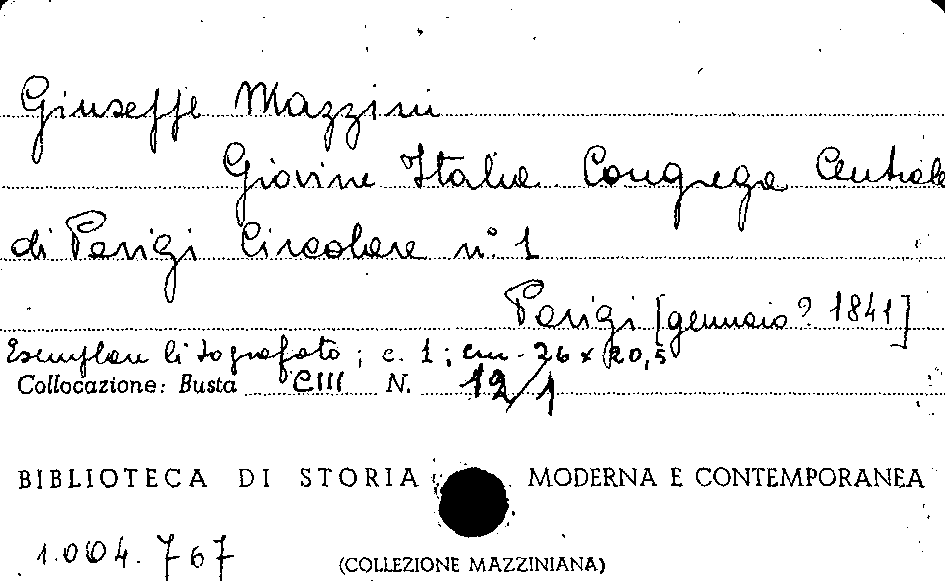 Giuseppe Mazzini
Giovine Italia Congrega Centrale
di Parigi Circolare n.° 1
Parigi [gennaio? 1841]
Esemplare litografato; c. 1; cm. 26 x 20,5
Collocazione: Busta CIII N. 12/1
BIBLIOTECA DI STORIA MODERNA E CONTEMPORANEA
1.004.767
(COLLEZIONE MAZZINIANA)